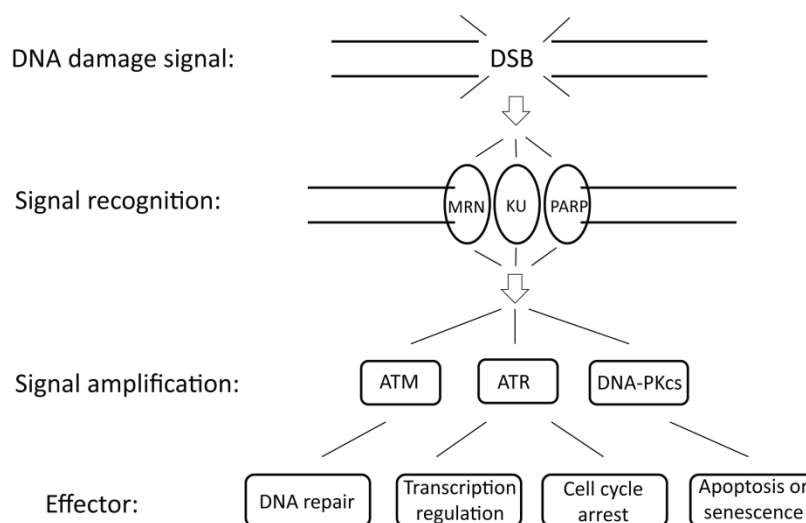 DNA damage signal:
DSB
Signal recognition:
MRN
KU
PARP
Signal amplification:
ATM
ATR
DNA-PKcs
Effector:
DNA repair
Transcription
regulation
Cell cycle
arrest
Apoptosis or
senescence